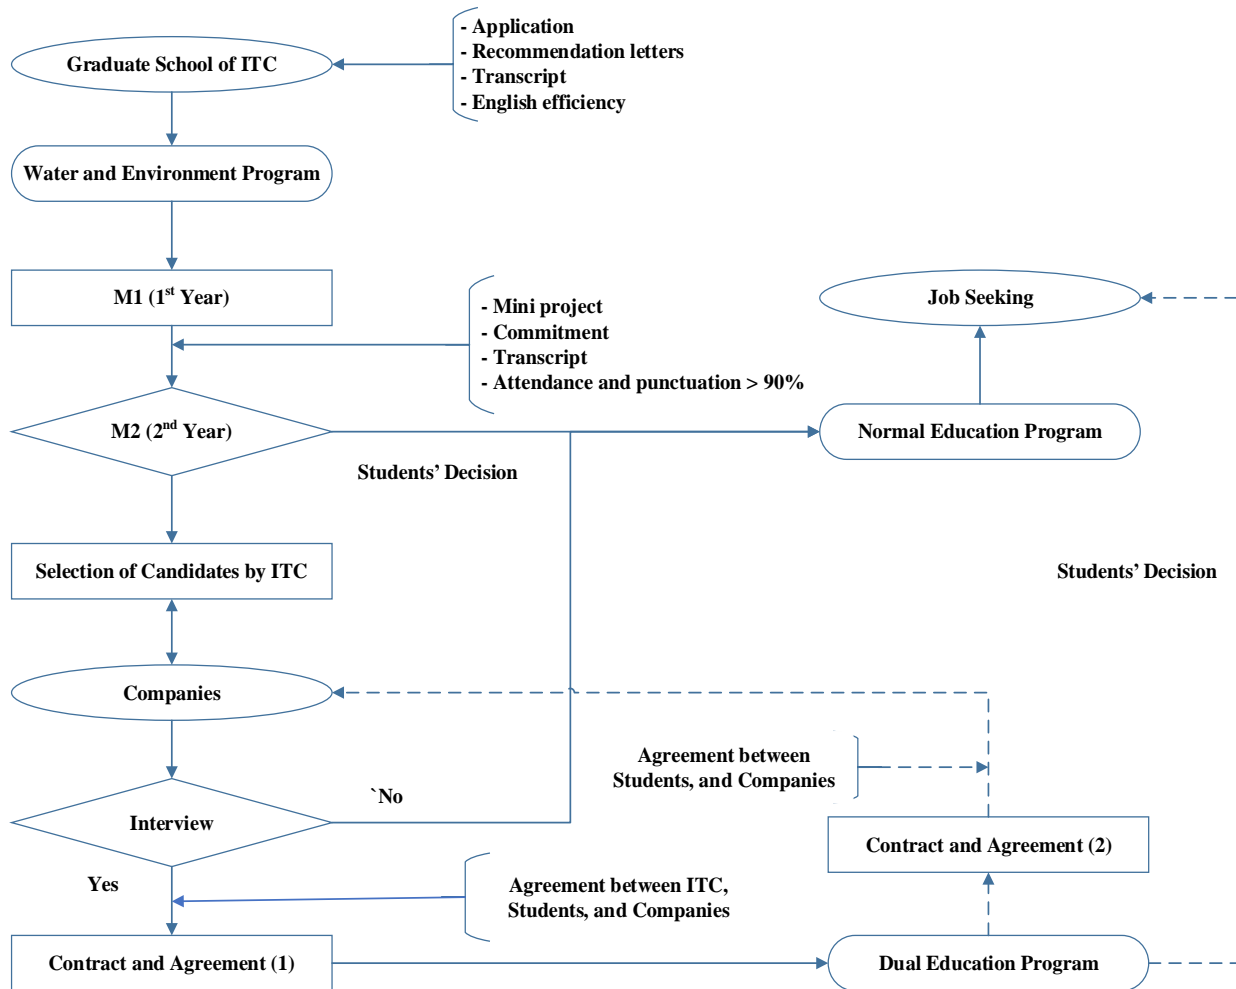 Graduate School of ITC
- Application
- Recommendation letters
- Transcript
- English efficiency
Water and Environment Program
M1 (1st Year)
- Mini project
- Commitment
- Transcript
- Attendance and punctuation > 90%
Job Seeking
M2 (2nd Year)
Students’ Decision
Normal Education Program
Selection of Candidates by ITC
Students’ Decision
Companies
Agreement between
Students, and Companies
`No
Interview
Contract and Agreement (2)
Yes
Agreement between ITC,
Students, and Companies
Contract and Agreement (1)
Dual Education Program